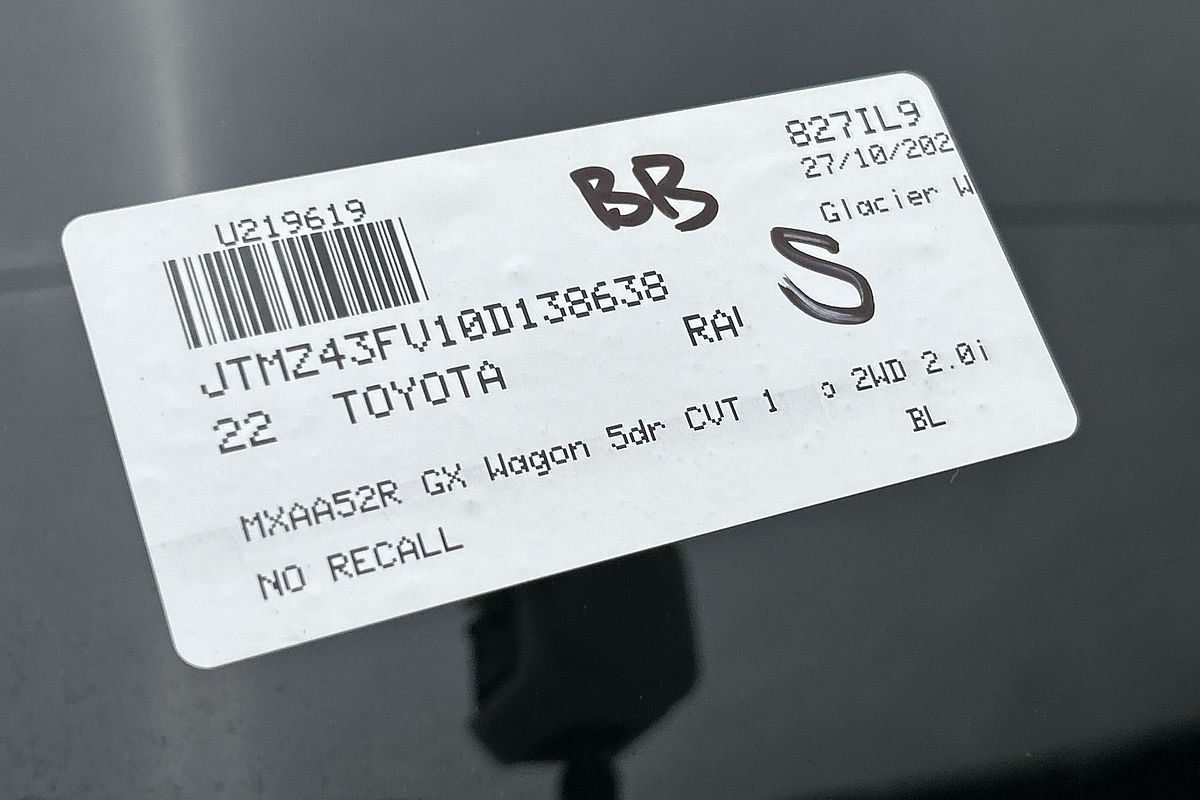 827IL9
27/10/202
U219619
BB
Glacier W
S
JTMZ43FV10D138638
22 TOYOTA
MXAA52R GX Wagon 5dr CVT 1 2WD 2.0i
BL
NO RECALL